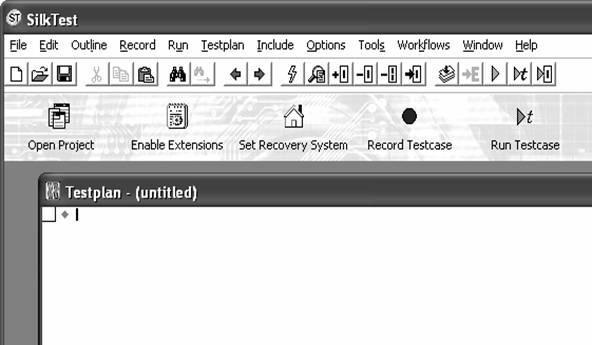 SilkTest
File Edit Outline Record Run Testplan Include Options Tools Workflows Window Help
Open Project Enable Extensions Set Recovery System Record Testcase Run Testcase
Testplan - (untitled)